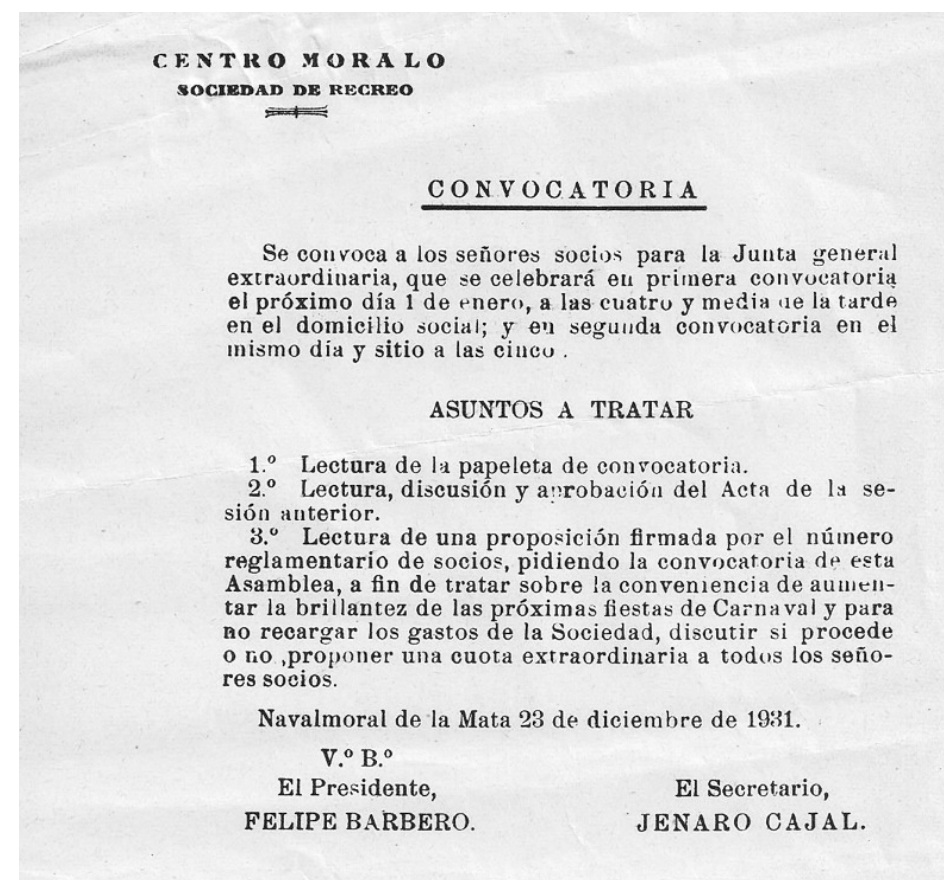 CENTRO MORALO
SOCIEDAD DE RECREO
CONVOCATORIA
Se convoca a los señores socios para la Junta general
extraordinaria, que se celebrará en primera convocatoria
el próximo día 1 de enero, a las cuatro y media de la tarde
en el domicilio social; y en segunda convocatoria en el
mismo día y sitio a las cinco .
ASUNTOS A TRATAR
1.º Lectura de la papeleta de convocatoria.
2.º Lectura, discusión y aprobación del Acta de la se-
sión anterior.
3.º Lectura de una proposición firmada por el número
reglamentario de socios, pidiendo la convocatoria de esta
Asamblea, a fin de tratar sobre la conveniencia de aumen-
tar la brillantez de las próximas fiestas de Carnaval y para
no recargar los gastos de la Sociedad, discutir si procede
o no ,proponer una cuota extraordinaria a todos los seño-
res socios.
Navalmoral de la Mata 23 de diciembre de 1931.
V.º B.º
El Presidente, El Secretario,
FELIPE BARBERO. JENARO CAJAL.